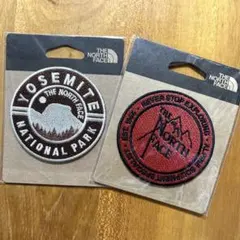 THE
NORTH
FACE
YOSEMITE
THE NORTH
FACE
NATIONAL PARK
THE
NORTH
FACE
NEVER STOP EXPLORING
THE
NORTH
FACE